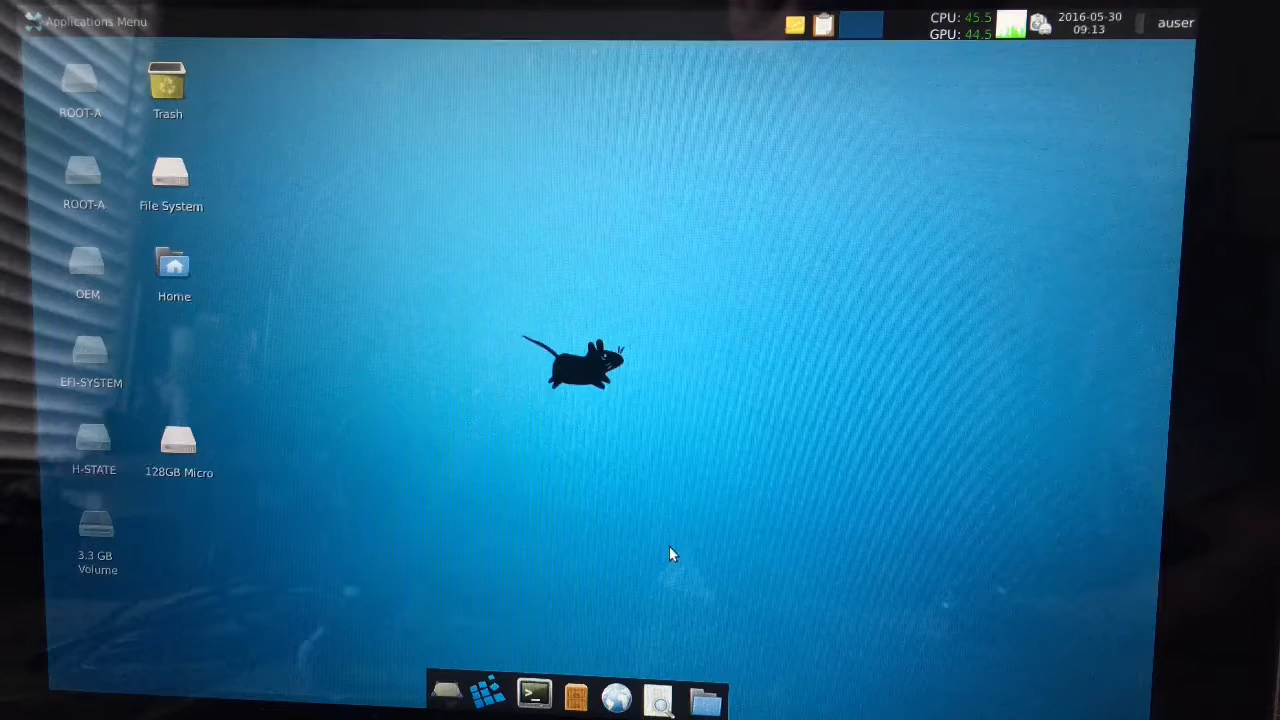 Applications Menu
CPU: 45.5
GPU: 44.5
2016-05-30
09:13
auser
ROOT-A
Trash
ROOT-A
File System
OEM
Home
EFI-SYSTEM
H-STATE
128GB Micro
3.3 GB
Volume
>_